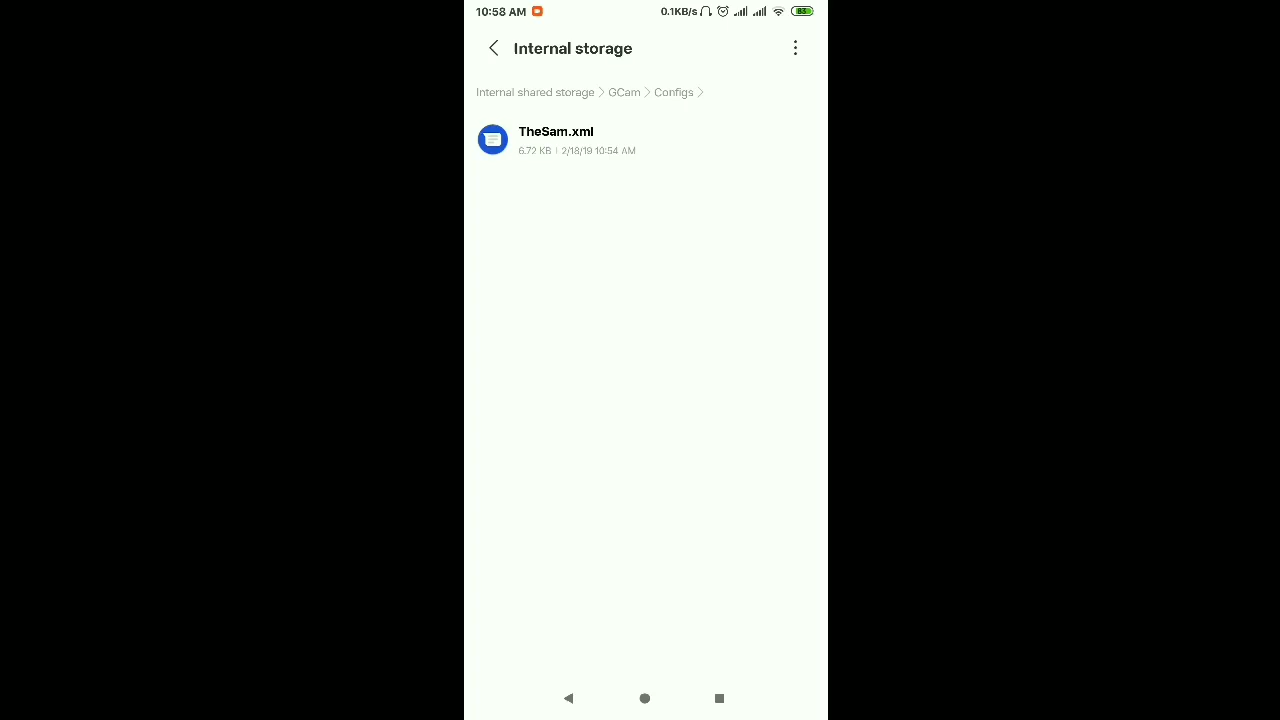 10:58 AM 0.1KB/s 83
Internal storage
Internal shared storage GCam Configs
TheSam.xml
6.72 KB | 2/18/19 10:54 AM